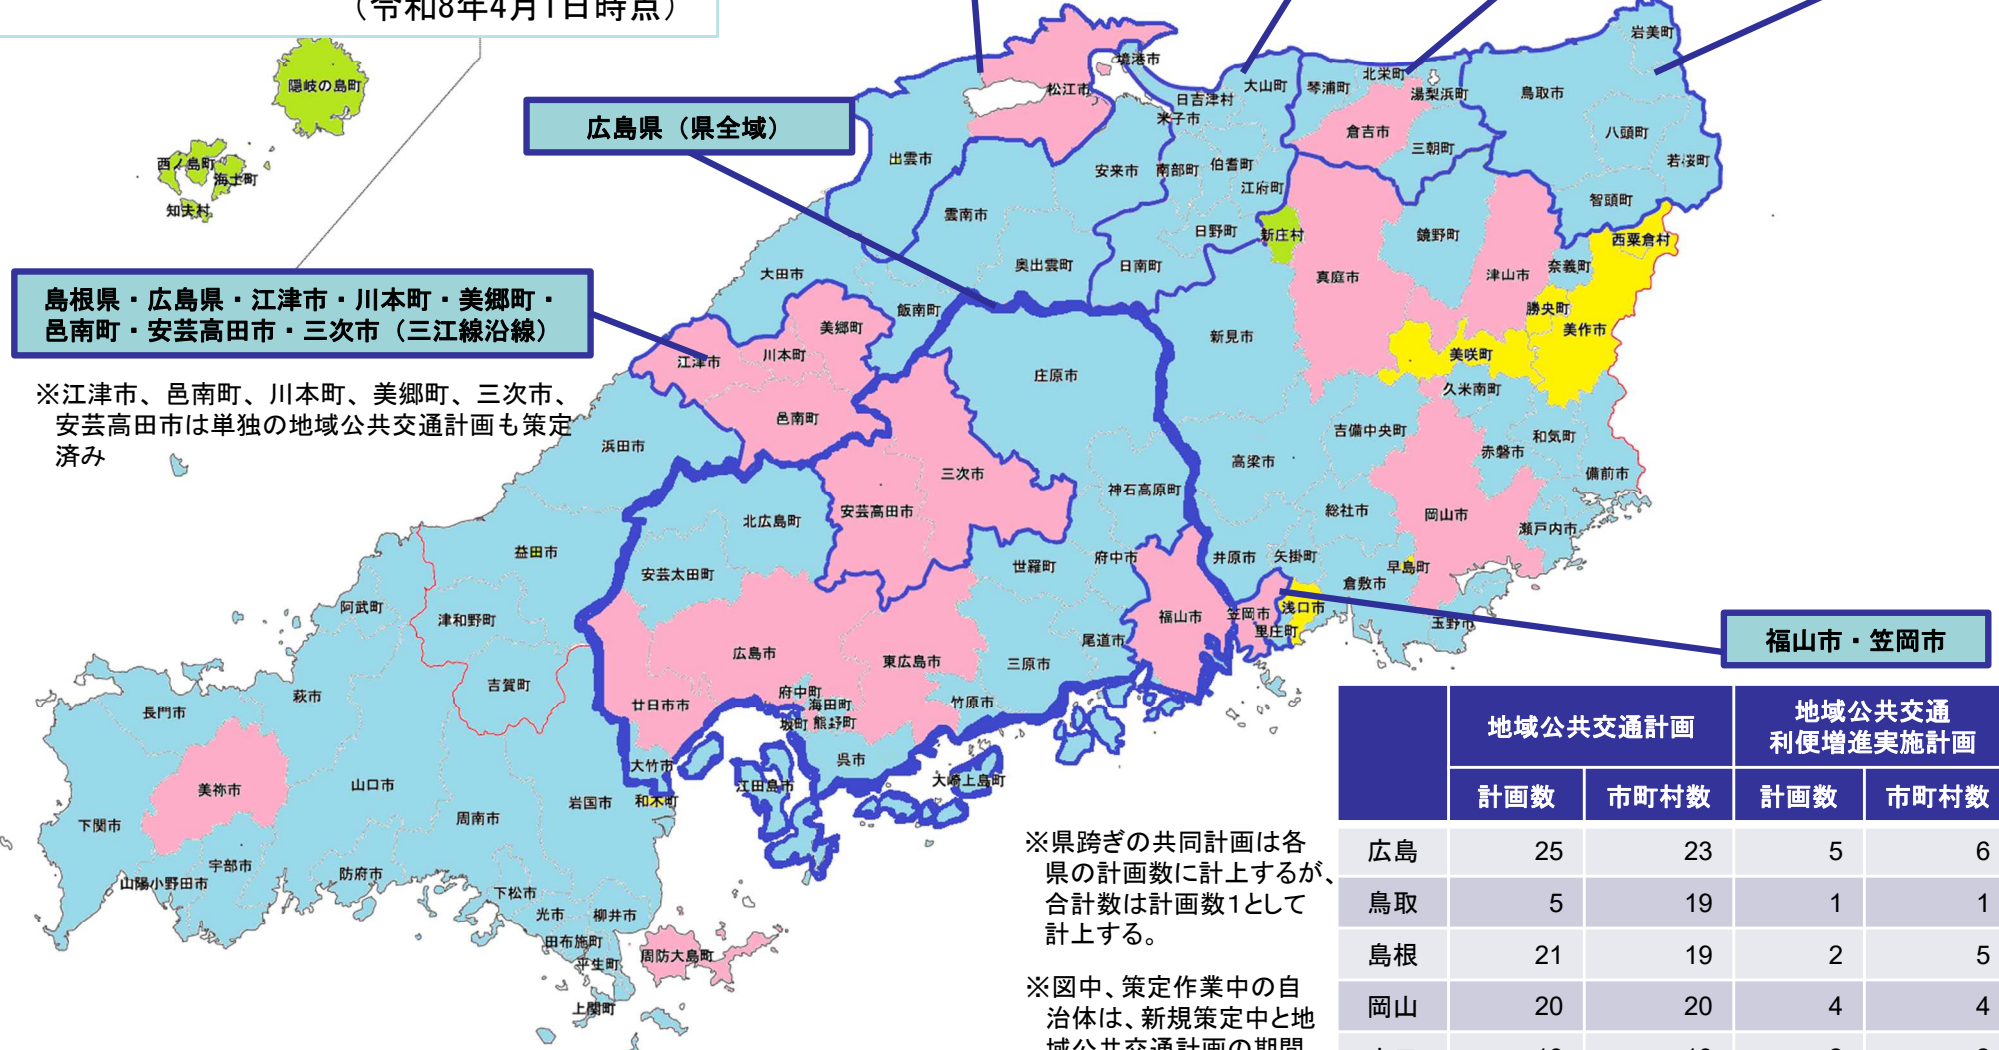 (令和8年4月1日時点)
隠岐の島町
西ノ島町
海士町
知夫村
広島県（県全域）
島根県・広島県・江津市・川本町・美郷町・
邑南町・安芸高田市・三次市（三江線沿線）
※江津市、邑南町、川本町、美郷町、三次市、
安芸高田市は単独の地域公共交通計画も策定
済み
境港市
松江市
出雲市
安来市
雲南市
奥出雲町
大田市
飯南町
美郷町
川本町
江津市
邑南町
浜田市
益田市
津和野町
吉賀町
岩美町
大山町
琴浦町
北栄町
湯梨浜町
鳥取市
日吉津村
米子市
倉吉市
三朝町
八頭町
若桜町
南部町
伯耆町
江府町
智頭町
日野町
日南町
新庄村
真庭市
鏡野町
津山市
奈義町
西粟倉村
勝央町
美作市
美咲町
新見市
久米南町
吉備中央町
和気町
赤磐市
備前市
高梁市
総社市
岡山市
瀬戸内市
井原市
矢掛町
早島町
倉敷市
浅口市
笠岡市
里庄町
玉野市
庄原市
三次市
神石高原町
安芸高田市
北広島町
安芸太田町
世羅町
府中市
福山市
尾道市
三原市
広島市
東広島市
竹原市
廿日市市
府中町
海田町
坂町
熊野町
呉市
大竹市
江田島市
大崎上島町
福山市・笠岡市
阿武町
萩市
長門市
美祢市
山口市
下関市
周南市
岩国市
和木町
宇部市
山陽小野田市
防府市
下松市
光市
柳井市
田布施町
平生町
周防大島町
上関町
※県跨ぎの共同計画は各
県の計画数に計上するが、
合計数は計画数1として
計上する。
※図中、策定作業中の自
治体は、新規策定中と地
域公共交通計画の期間
地域公共交通計画
地域公共交通
利便増進実施計画
計画数 市町村数 計画数 市町村数
広島 25 23 5 6
鳥取 5 19 1 1
島根 21 19 2 5
岡山 20 20 4 4